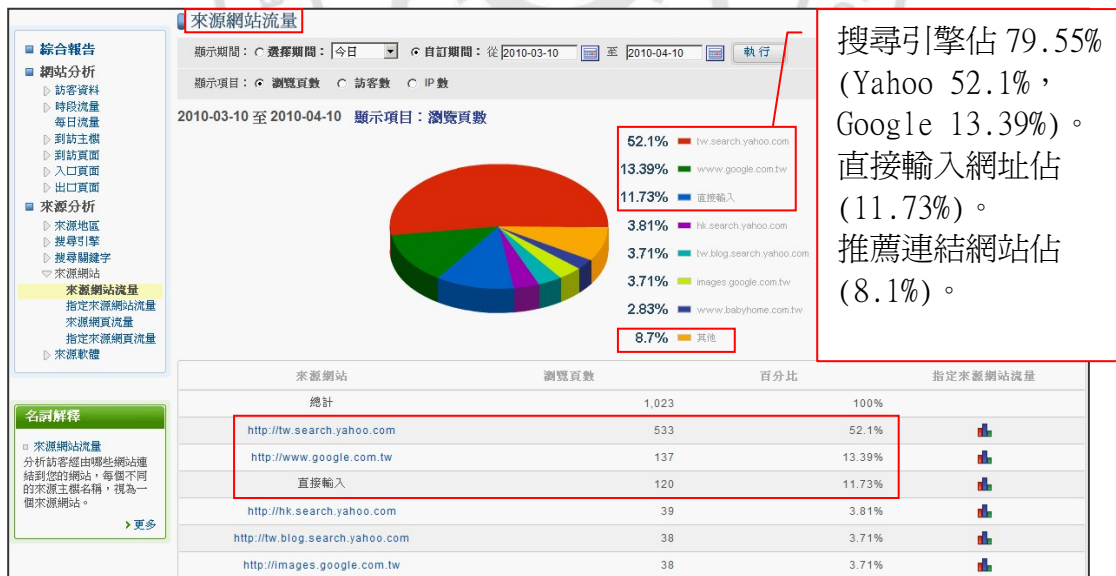 來源網站流量
綜合報告
網站分析
訪客資料
時段流量
每日流量
到訪主機
到訪頁面
入口頁面
出口頁面
來源分析
來源地區
搜尋引擎
搜尋關鍵字
來源網站
來源網站流量
指定來源網站流量
來源網頁流量
指定來源網頁流量
來源軟體
名詞解釋
來源網站流量
分析訪客經由哪些網站連
結到您的網站,每個不同
的來源主機名稱,視為一
個來源網站。
更多
顯示期間: 選擇期間: 今日 自訂期間: 從 2010-03-10 至 2010-04-10 執行
顯示項目: 瀏覽頁數 訪客數 IP數
2010-03-10 至 2010-04-10 顯示項目:瀏覽頁數
52.1% tw.search.yahoo.com
13.39% www.google.com.tw
11.73% 直接輸入
3.81% hk.search.yahoo.com
3.71% tw.blog.search.yahoo.com
3.71% images.google.com.tw
2.83% www.babyhome.com.tw
8.7% 其他
搜尋引擎佔 79.55%
(Yahoo 52.1%,
Google 13.39%)。
直接輸入網址佔
(11.73%)。
推薦連結網站佔
(8.1%)。
來源網站 瀏覽頁數 百分比 指定來源網站流量
總計 1,023 100%
http://tw.search.yahoo.com 533 52.1%
http://www.google.com.tw 137 13.39%
直接輸入 120 11.73%
http://hk.search.yahoo.com 39 3.81%
http://tw.blog.search.yahoo.com 38 3.71%
http://images.google.com.tw 38 3.71%